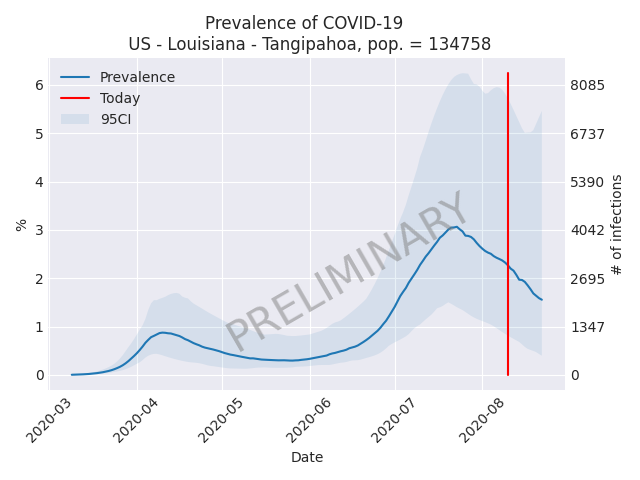 Prevalence of COVID-19
US - Louisiana - Tangipahoa, pop. = 134758
Prevalence
Today
95CI
PRELIMINARY
%
6
5
4
3
2
1
0
8085
6737
5390
4042
2695
1347
0
# of infections
2020-03
2020-04
2020-05
2020-06
2020-07
2020-08
Date